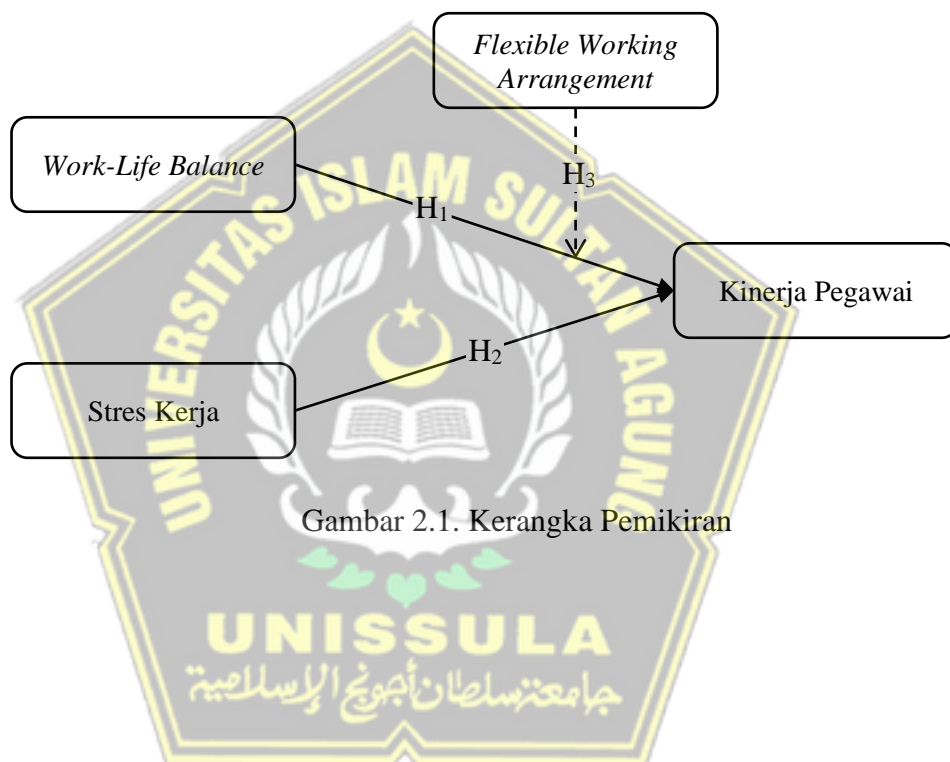 Flexible Working
Arrangement
Work-Life Balance
H₃
H₁
Kinerja Pegawai
H₂
Stres Kerja
Gambar 2.1. Kerangka Pemikiran
UNIVERSITAS ISLAM SULTAN AGUNG
UNISSULA
جامعة سلطان أجونج الإسلامية